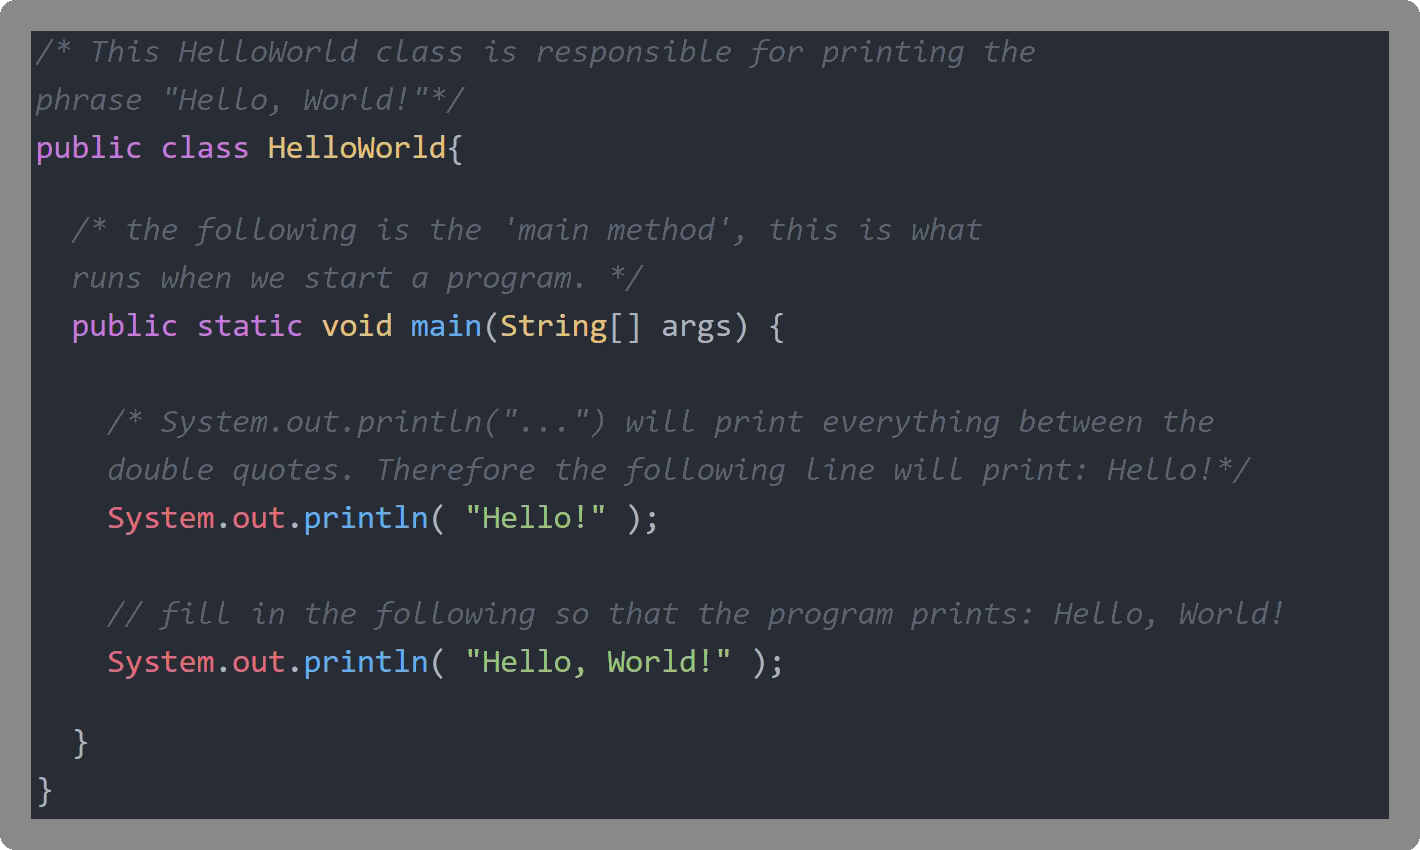 /* This HelloWorld class is responsible for printing the
phrase "Hello, World!"*/
public class HelloWorld{
/* the following is the 'main method', this is what
runs when we start a program. */
public static void main(String[] args) {
/* System.out.println("...") will print everything between the
double quotes. Therefore the following line will print: Hello!*/
System.out.println( "Hello!" );
// fill in the following so that the program prints: Hello, World!
System.out.println( "Hello, World!" );
}
}